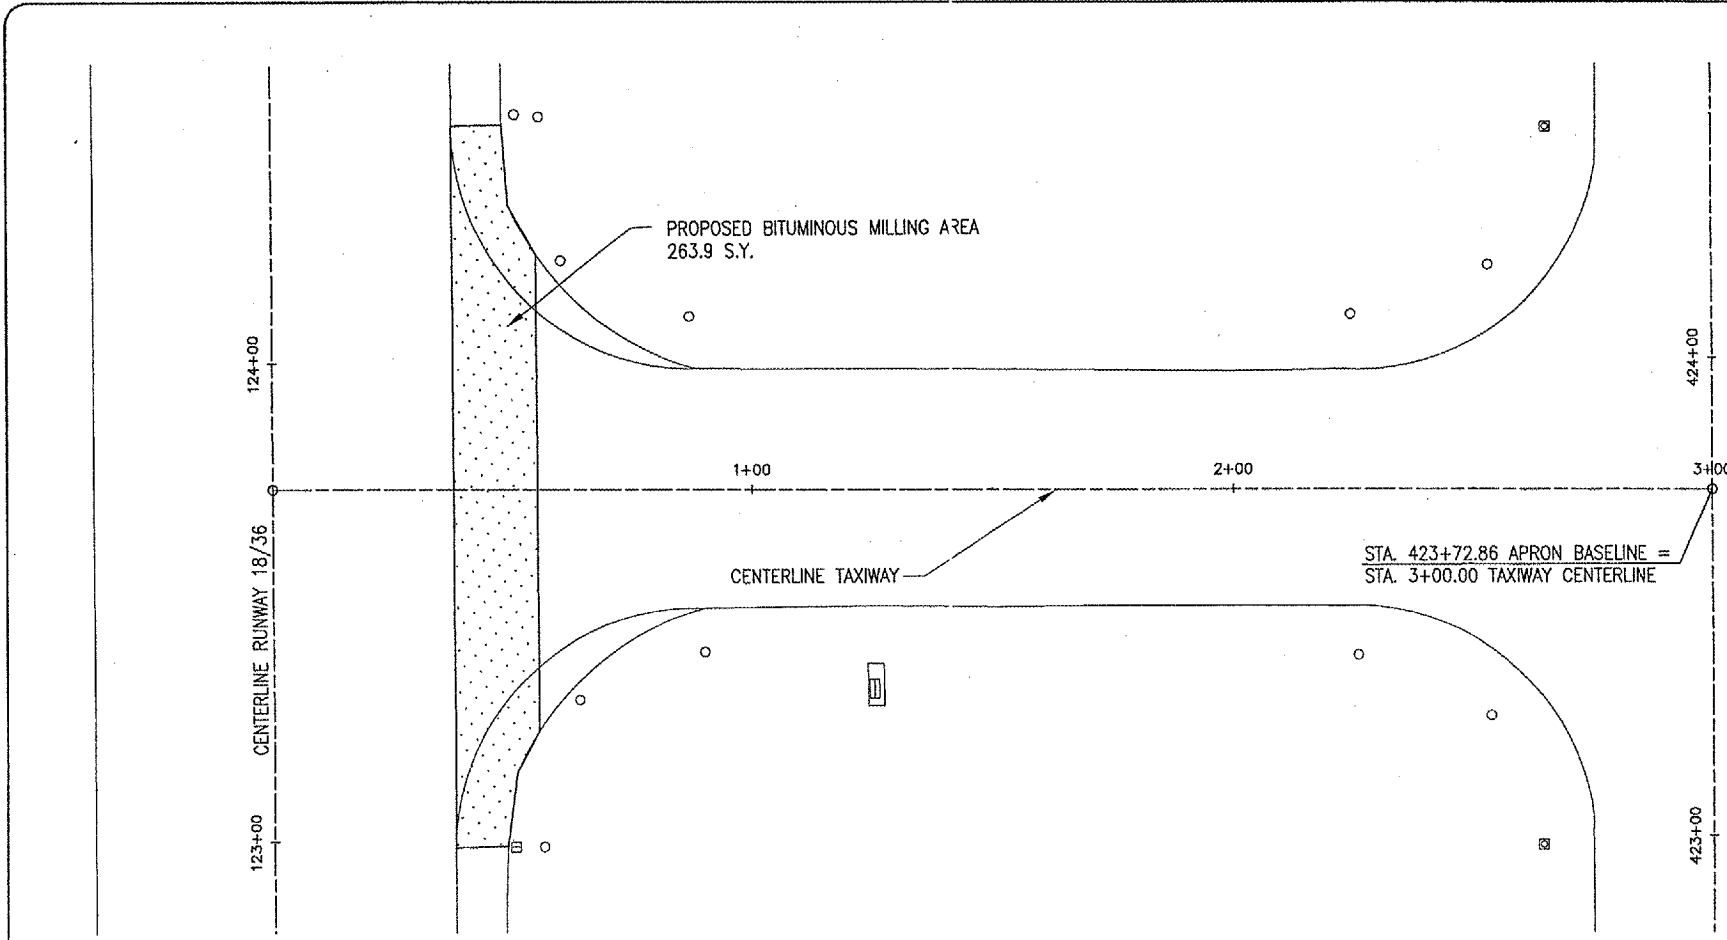 PROPOSED BITUMINOUS MILLING AREA
263.9 S.Y.
124+00
424+00
1+00
2+00
3+00
CENTERLINE RUNWAY 18/36
CENTERLINE TAXIWAY
STA. 423+72.86 APRON BASELINE =
STA. 3+00.00 TAXIWAY CENTERLINE
123+00
423+00